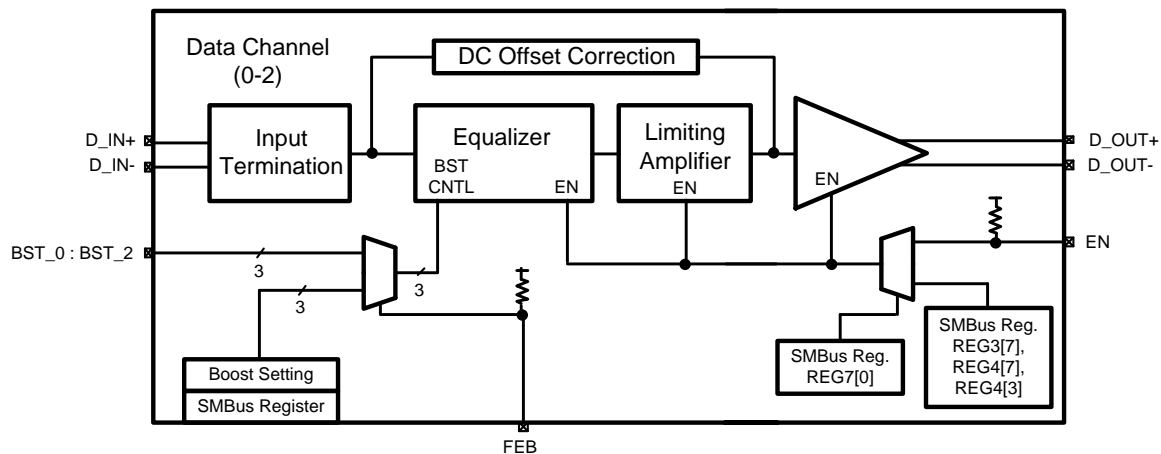 Data Channel
(0-2)
DC Offset Correction
D_IN+
D_IN-
Input
Termination
Equalizer
BST
CNTL
EN
Limiting
Amplifier
EN
EN
D_OUT+
D_OUT-
BST_0 : BST_2
3
3
3
EN
Boost Setting
SMBus Register
FEB
SMBus Reg.
REG7[0]
SMBus Reg.
REG3[7],
REG4[7],
REG4[3]